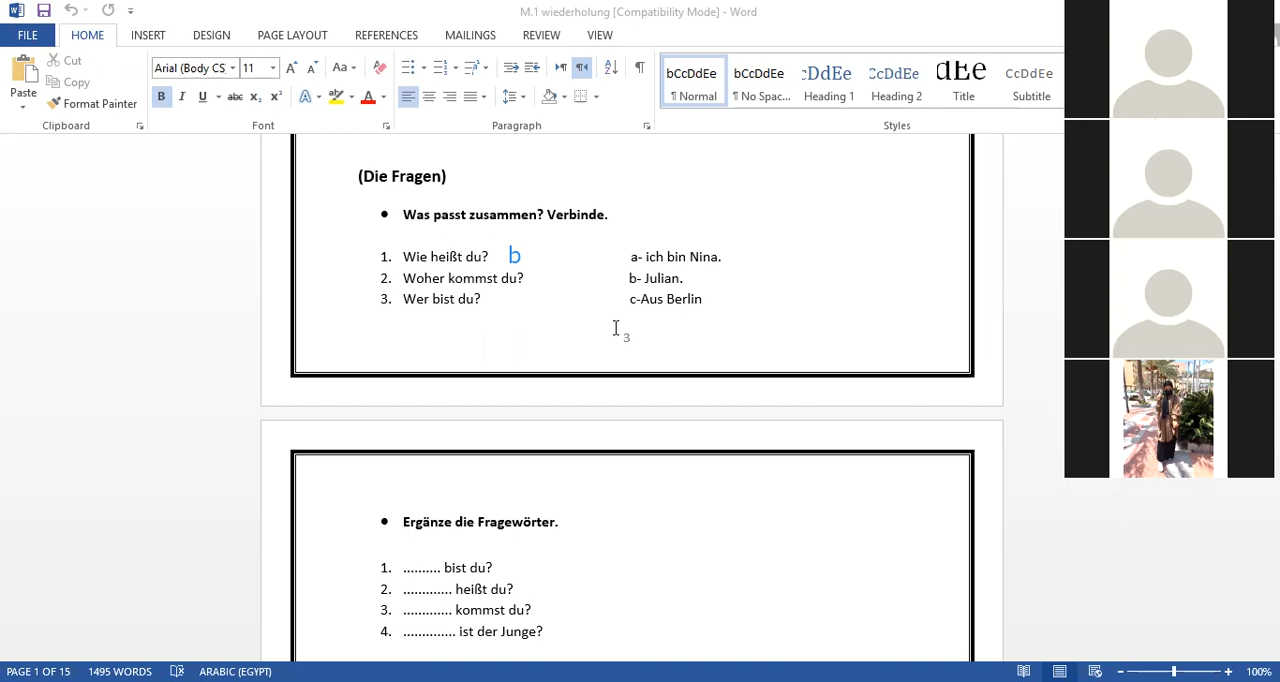 M.1 wiederholung [Compatibility Mode] - Word
FILE HOME INSERT DESIGN PAGE LAYOUT REFERENCES MAILINGS REVIEW VIEW
Paste
Cut
Copy
Format Painter
Clipboard
Arial (Body CS) 11
Font
Paragraph
bCcDdEe bCcDdEe CcDdEe CcDdEe dEe CcDdEe
¶ Normal ¶ No Spac... Heading 1 Heading 2 Title Subtitle
Styles
(Die Fragen)
• Was passt zusammen? Verbinde.
1. Wie heißt du? b a- ich bin Nina.
2. Woher kommst du? b- Julian.
3. Wer bist du? c-Aus Berlin
3
• Ergänze die Fragewörter.
1. .......... bist du?
2. ............. heißt du?
3. ............. kommst du?
4. .............. ist der Junge?
PAGE 1 OF 15 1495 WORDS ARABIC (EGYPT) 100%